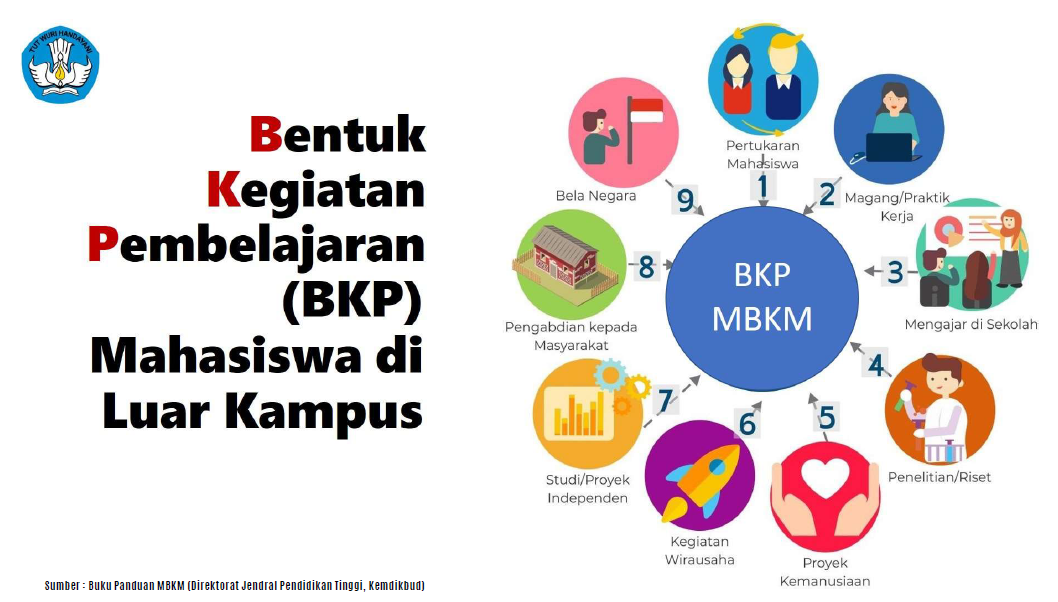 TUT WURI HANDAYANI
Bentuk
Kegiatan
Pembelajaran
(BKP)
Mahasiswa di
Luar Kampus
Sumber : Buku Panduan MBKM (Direktorat Jendral Pendidikan Tinggi, Kemdikbud)
BKP
MBKM
Pertukaran
Mahasiswa
1
2
Magang/Praktik
Kerja
3
Mengajar di Sekolah
4
Penelitian/Riset
5
Proyek
Kemanusiaan
6
Kegiatan
Wirausaha
7
Studi/Proyek
Independen
8
Pengabdian kepada
Masyarakat
9
Bela Negara